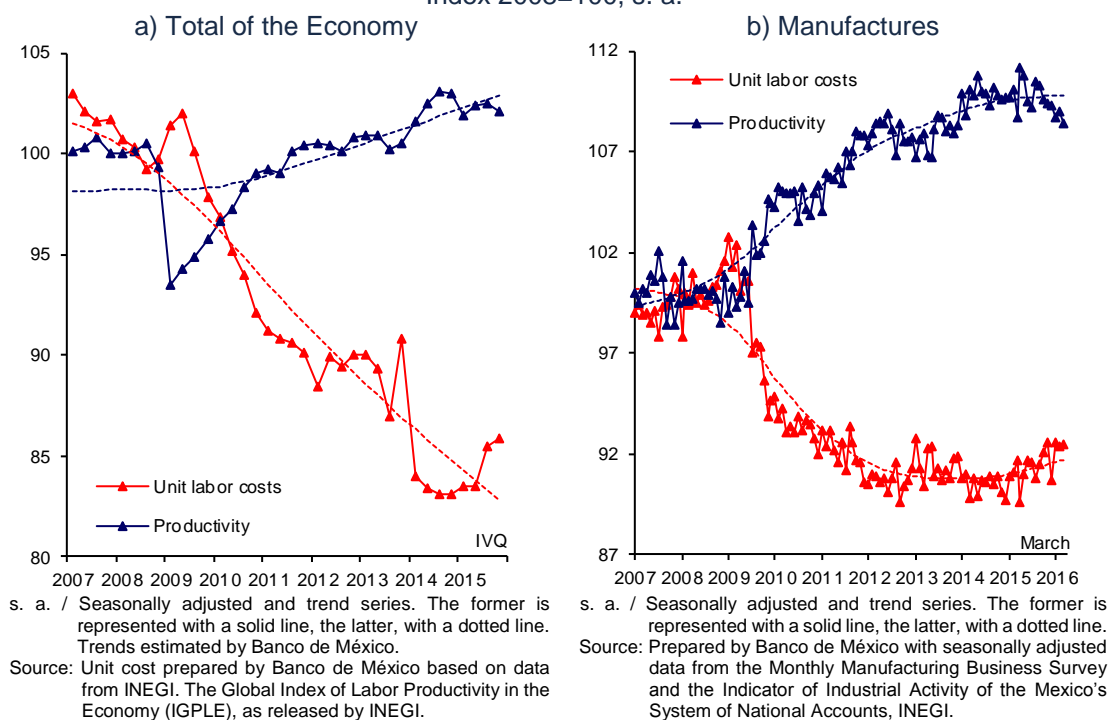 a) Total of the Economy
105
100
95
90
85
80
Unit labor costs
Productivity
IVQ
2007 2008 2009 2010 2011 2012 2013 2014 2015
s. a. / Seasonally adjusted and trend series. The former is
represented with a solid line, the latter, with a dotted line.
Trends estimated by Banco de México.
Source: Unit cost prepared by Banco de México based on data
from INEGI. The Global Index of Labor Productivity in the
Economy (IGPLE), as released by INEGI.
b) Manufactures
112
107
102
97
92
87
Unit labor costs
Productivity
March
2007 2008 2009 2010 2011 2012 2013 2014 2015 2016
s. a. / Seasonally adjusted and trend series. The former is
represented with a solid line, the latter, with a dotted line.
Source: Prepared by Banco de México with seasonally adjusted
data from the Monthly Manufacturing Business Survey
and the Indicator of Industrial Activity of the Mexico's
System of National Accounts, INEGI.